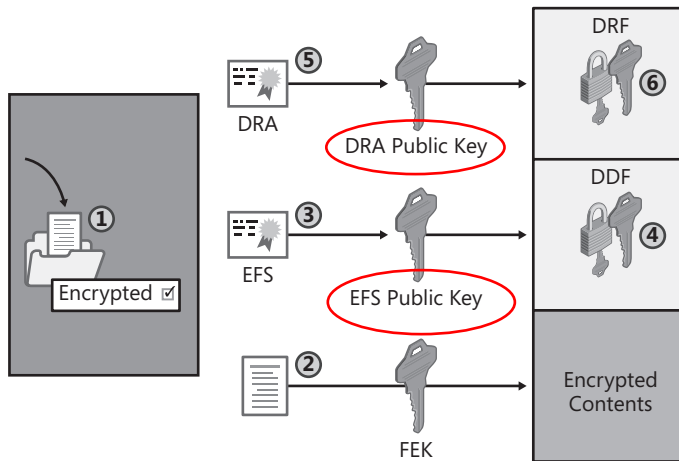 DRF
5
6
DRA
DRA Public Key
DDF
1
3
4
Encrypted
EFS
EFS Public Key
2
Encrypted
Contents
FEK